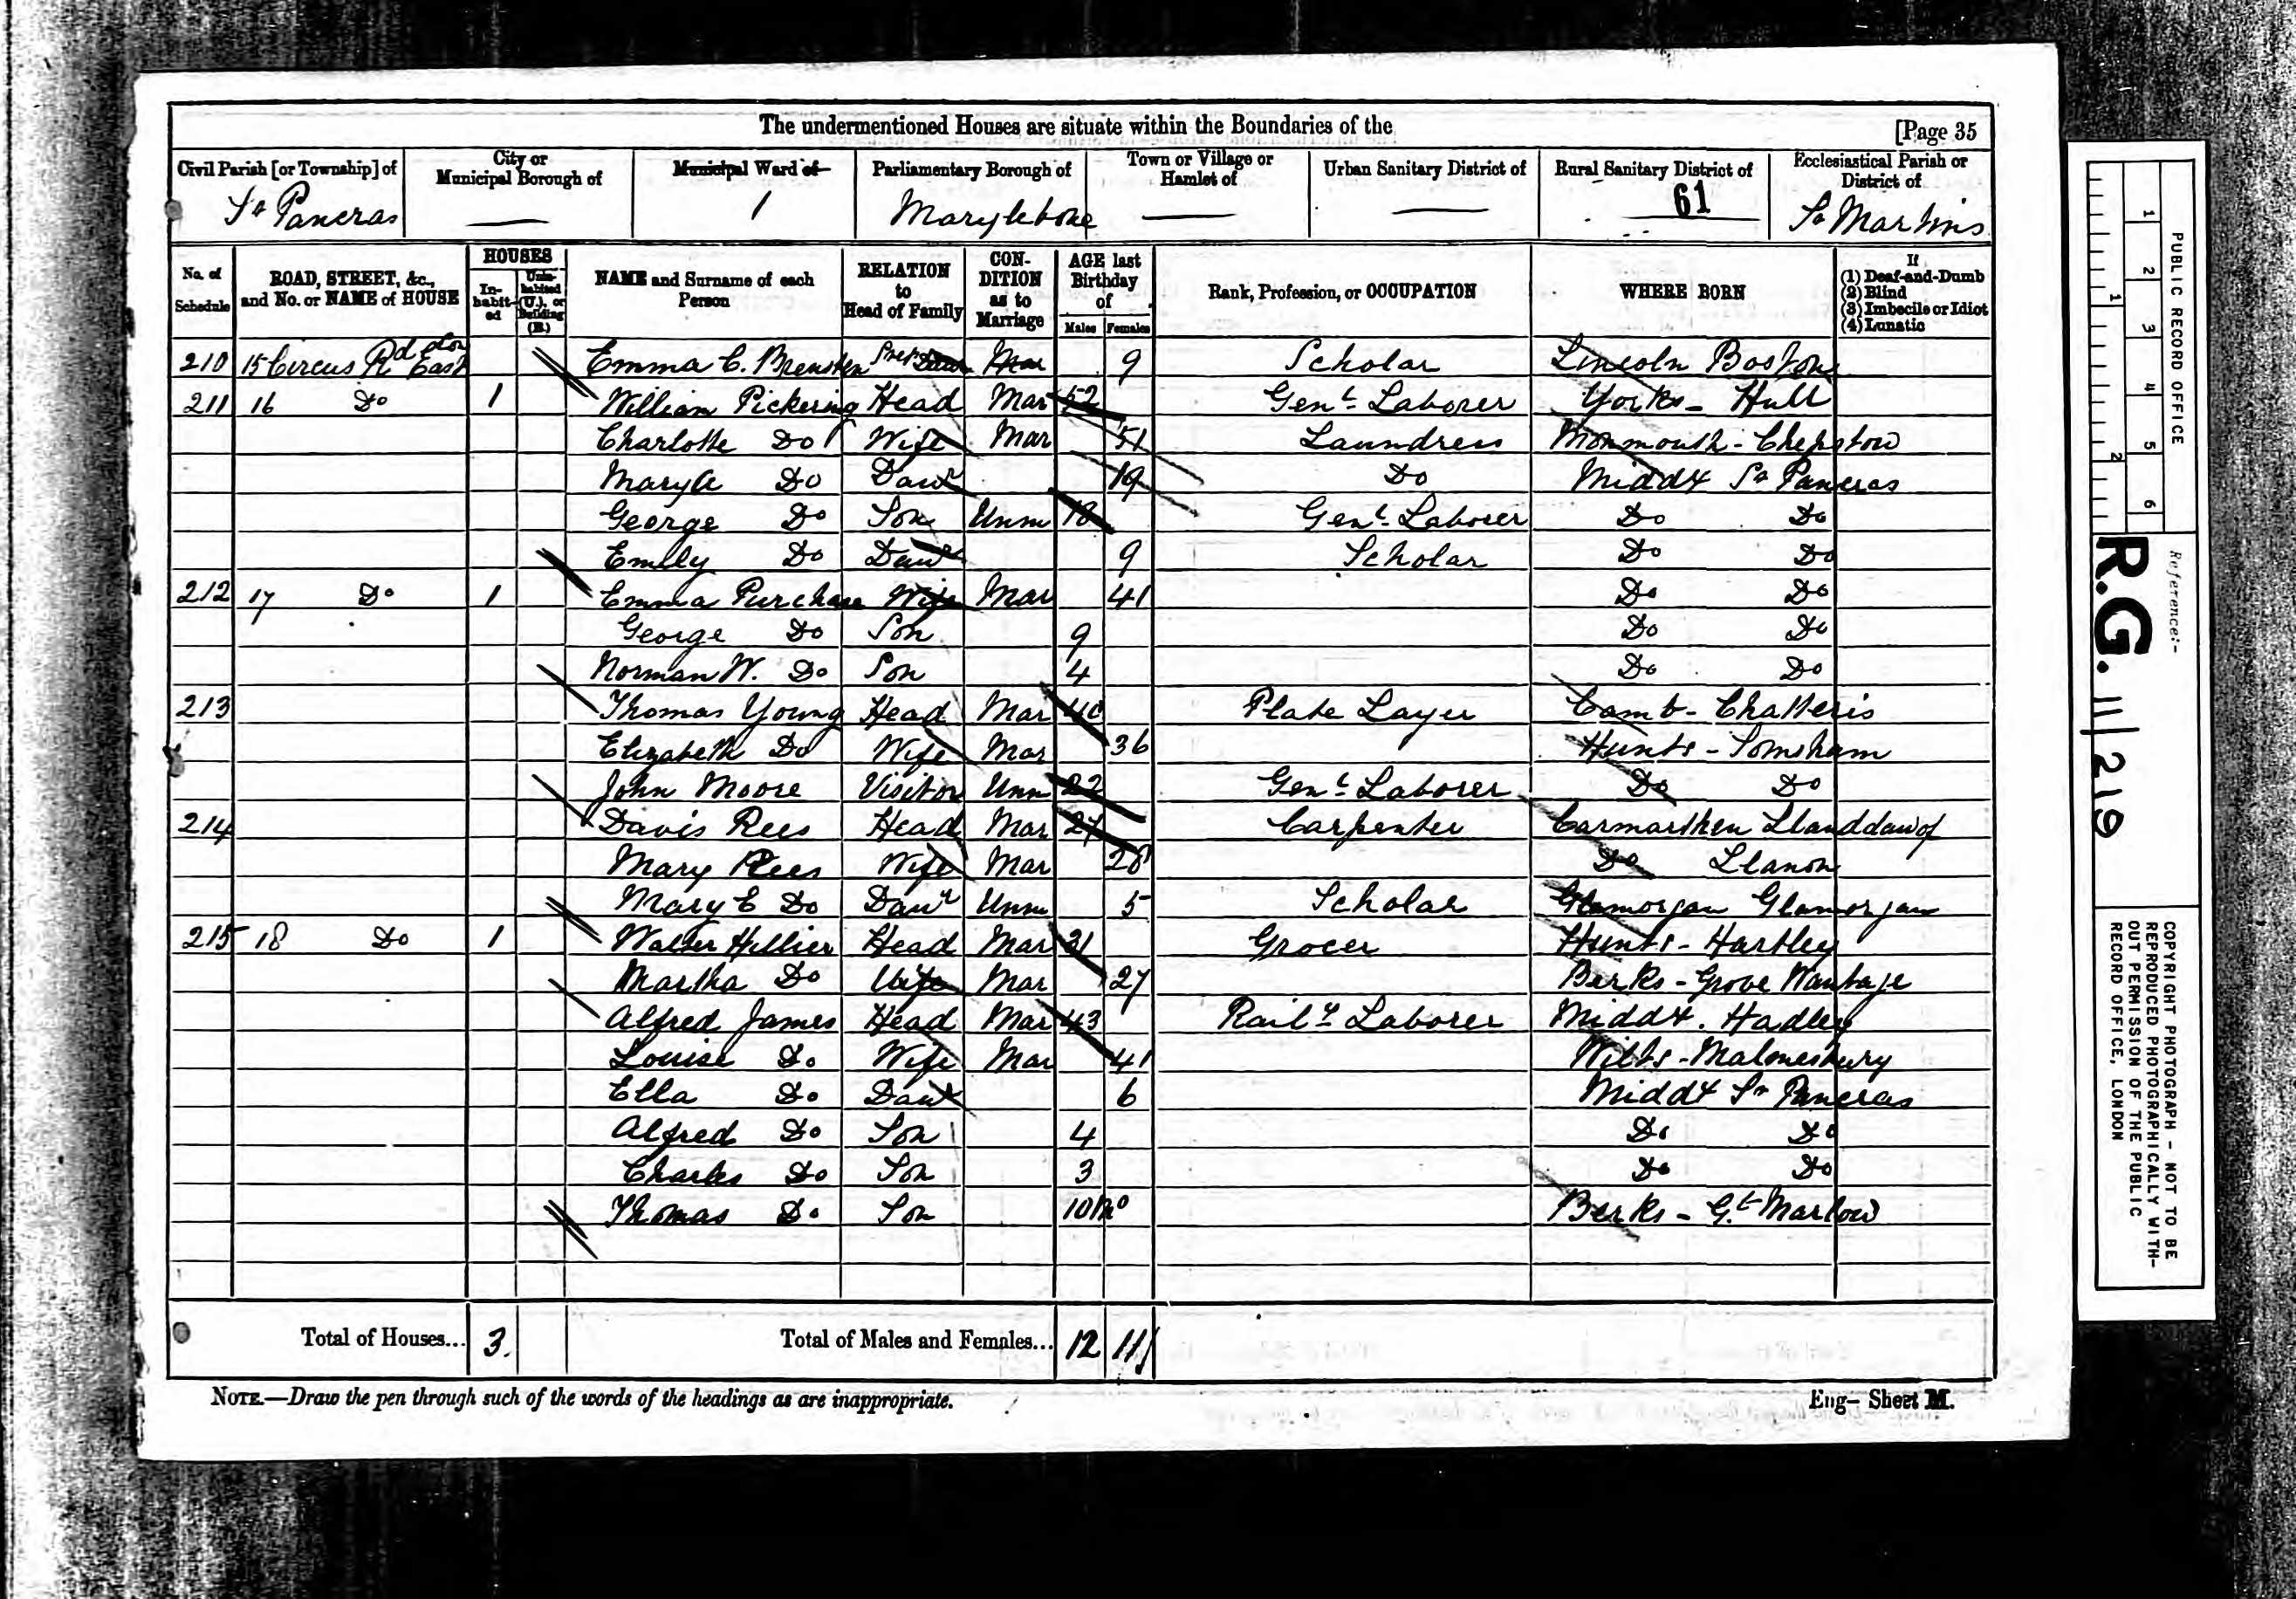 The undermentioned Houses are situate within the Boundaries of the
[Page 35
Civil Parish [or Township] of
City or Municipal Borough of
Municipal Ward of
Parliamentary Borough of
Town or Village or Hamlet of
Urban Sanitary District of
Rural Sanitary District of
Ecclesiastical Parish or District of
St Pancras — 1 Marylebone — — 61 St Martins
No. of Schedule
ROAD, STREET, &c., and No. or NAME of HOUSE
HOUSES
In-habit-ed
Unin-habited (U.), or Building (B.)
NAME and Surname of each Person
RELATION to Head of Family
CON-DITION as to Marriage
AGE last Birthday of
Males Females
Rank, Profession, or OCCUPATION
WHERE BORN
If
(1) Deaf-and-Dumb
(2) Blind
(3) Imbecile or Idiot
(4) Lunatic
210 15 Circus Rd East Emma C. 9 Scholar Lincoln Boston
211 16 Do 1 William Pickering Head Mar 52 Genl. Laborer Yorks - Hull
Charlotte Do Wife Mar 51 Laundress Monmouth - Chepstow
Do Daur 19 Do Middx St Pancras
George Do Son Unm 18 Genl. Laborer Do Do
Emily Do Daur 9 Scholar Do Do
212 17 Do 1 Emma Purchase Wife Mar 41 Do Do
George Do Son 9 Do Do
Norman W. Do Son 4 Do Do
213 Thomas Young Head Mar 40 Plate Layer Camb - Chatteris
Elizabeth Do Wife Mar 36 Hunts - Somsham
John Moore Visitor Unm 22 Genl. Laborer Do Do
214 Davis Rees Head Mar 27 Carpenter Carmarthen
Mary Rees Wife Mar 28 Do Llanon
Mary E Do Daur Unm 5 Scholar Glamorgan Glamorgan
215 18 Do 1 Walter Hellier Head Mar 31 Grocer Hunts - Hartley
Martha Do Wife Mar 27 Berks - Grove Wantage
Alfred James Head Mar 43 Raily Laborer Middx. Hadley
Louisa Do Wife Mar 41 Wilts - Malmesbury
Ella Do Daur 6 Middx St Pancras
Alfred Do Son 4 Do Do
Charles Do Son 3 Do Do
Thomas Do Son 10 Mo Berks - Gt Marlow
Total of Houses... 3. Total of Males and Females... 12 11
NOTE.—Draw the pen through such of the words of the headings as are inappropriate.
Eng— Sheet M.
PUBLIC RECORD OFFICE
1 2 3 4 5 6
1 2
Reference:-
R.G. 11/219
COPYRIGHT PHOTOGRAPH - NOT TO BE
REPRODUCED PHOTOGRAPHICALLY WITH-
OUT PERMISSION OF THE PUBLIC
RECORD OFFICE, LONDON